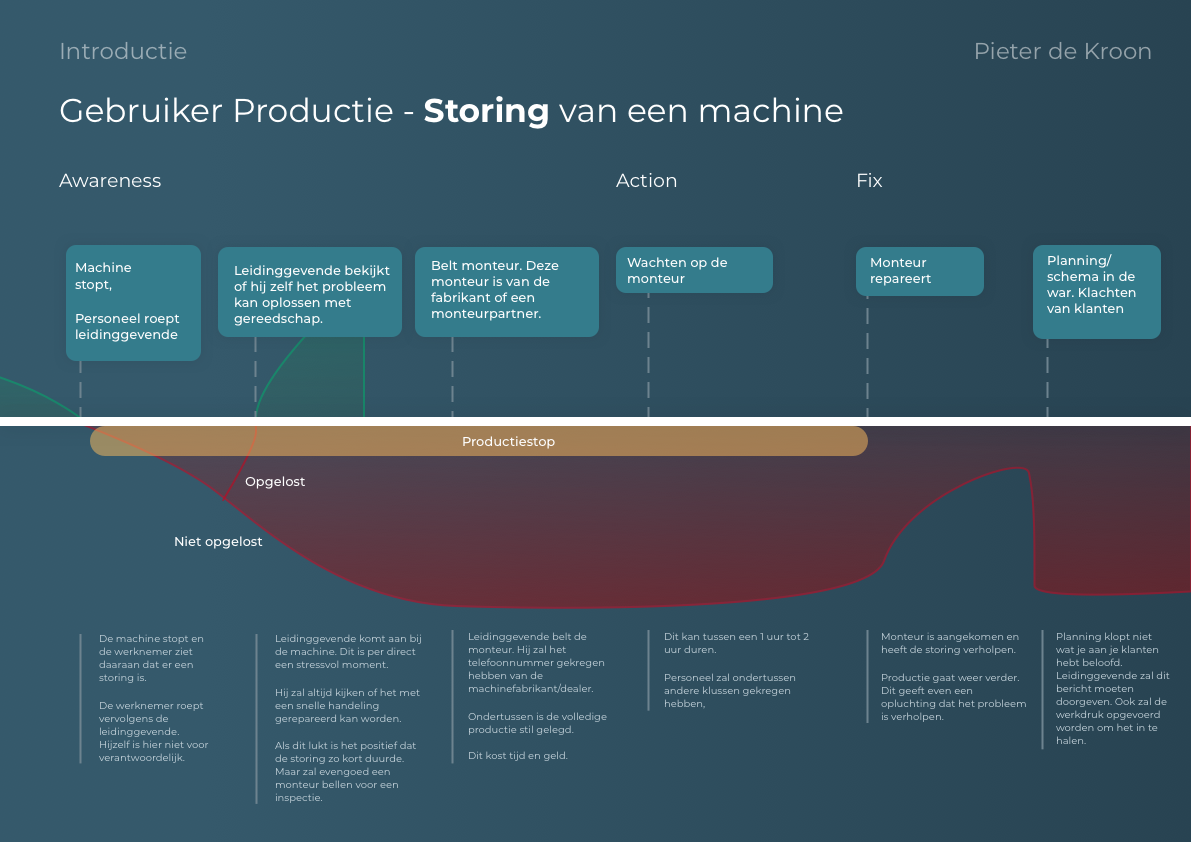 Introductie
Pieter de Kroon
Gebruiker Productie - Storing van een machine
Awareness
Action
Fix
Machine
stopt,
Personeel roept
leidinggevende
Leidinggevende bekijkt
of hij zelf het probleem
kan oplossen met
gereedschap.
Belt monteur. Deze
monteur is van de
fabrikant of een
monteurpartner.
Wachten op de
monteur
Monteur
repareert
Planning/
schema in de
war. Klachten
van klanten
Productiestop
Opgelost
Niet opgelost
De machine stopt en
de werknemer ziet
daaraan dat er een
storing is.
De werknemer roept
vervolgens de
leidinggevende.
Hijzelf is hier niet voor
verantwoordelijk.
Leidinggevende komt aan bij
de machine. Dit is per direct
een stressvol moment.
Hij zal altijd kijken of het met
een snelle handeling
gerepareerd kan worden.
Als dit lukt is het positief dat
de storing zo kort duurde.
Maar zal evengoed een
monteur bellen voor een
inspectie.
Leidinggevende belt de
monteur. Hij zal het
telefoonnummer gekregen
hebben van de
machinefabrikant/dealer.
Ondertussen is de volledige
productie stil gelegd.
Dit kost tijd en geld.
Dit kan tussen een 1 uur tot 2
uur duren.
Personeel zal ondertussen
andere klussen gekregen
hebben,
Monteur is aangekomen en
heeft de storing verholpen.
Productie gaat weer verder.
Dit geeft even een
opluchting dat het probleem
is verholpen.
Planning klopt niet
wat je aan je klanten
hebt beloofd.
Leidinggevende zal dit
bericht moeten
doorgeven. Ook zal de
werkdruk opgevoerd
worden om het in te
halen.